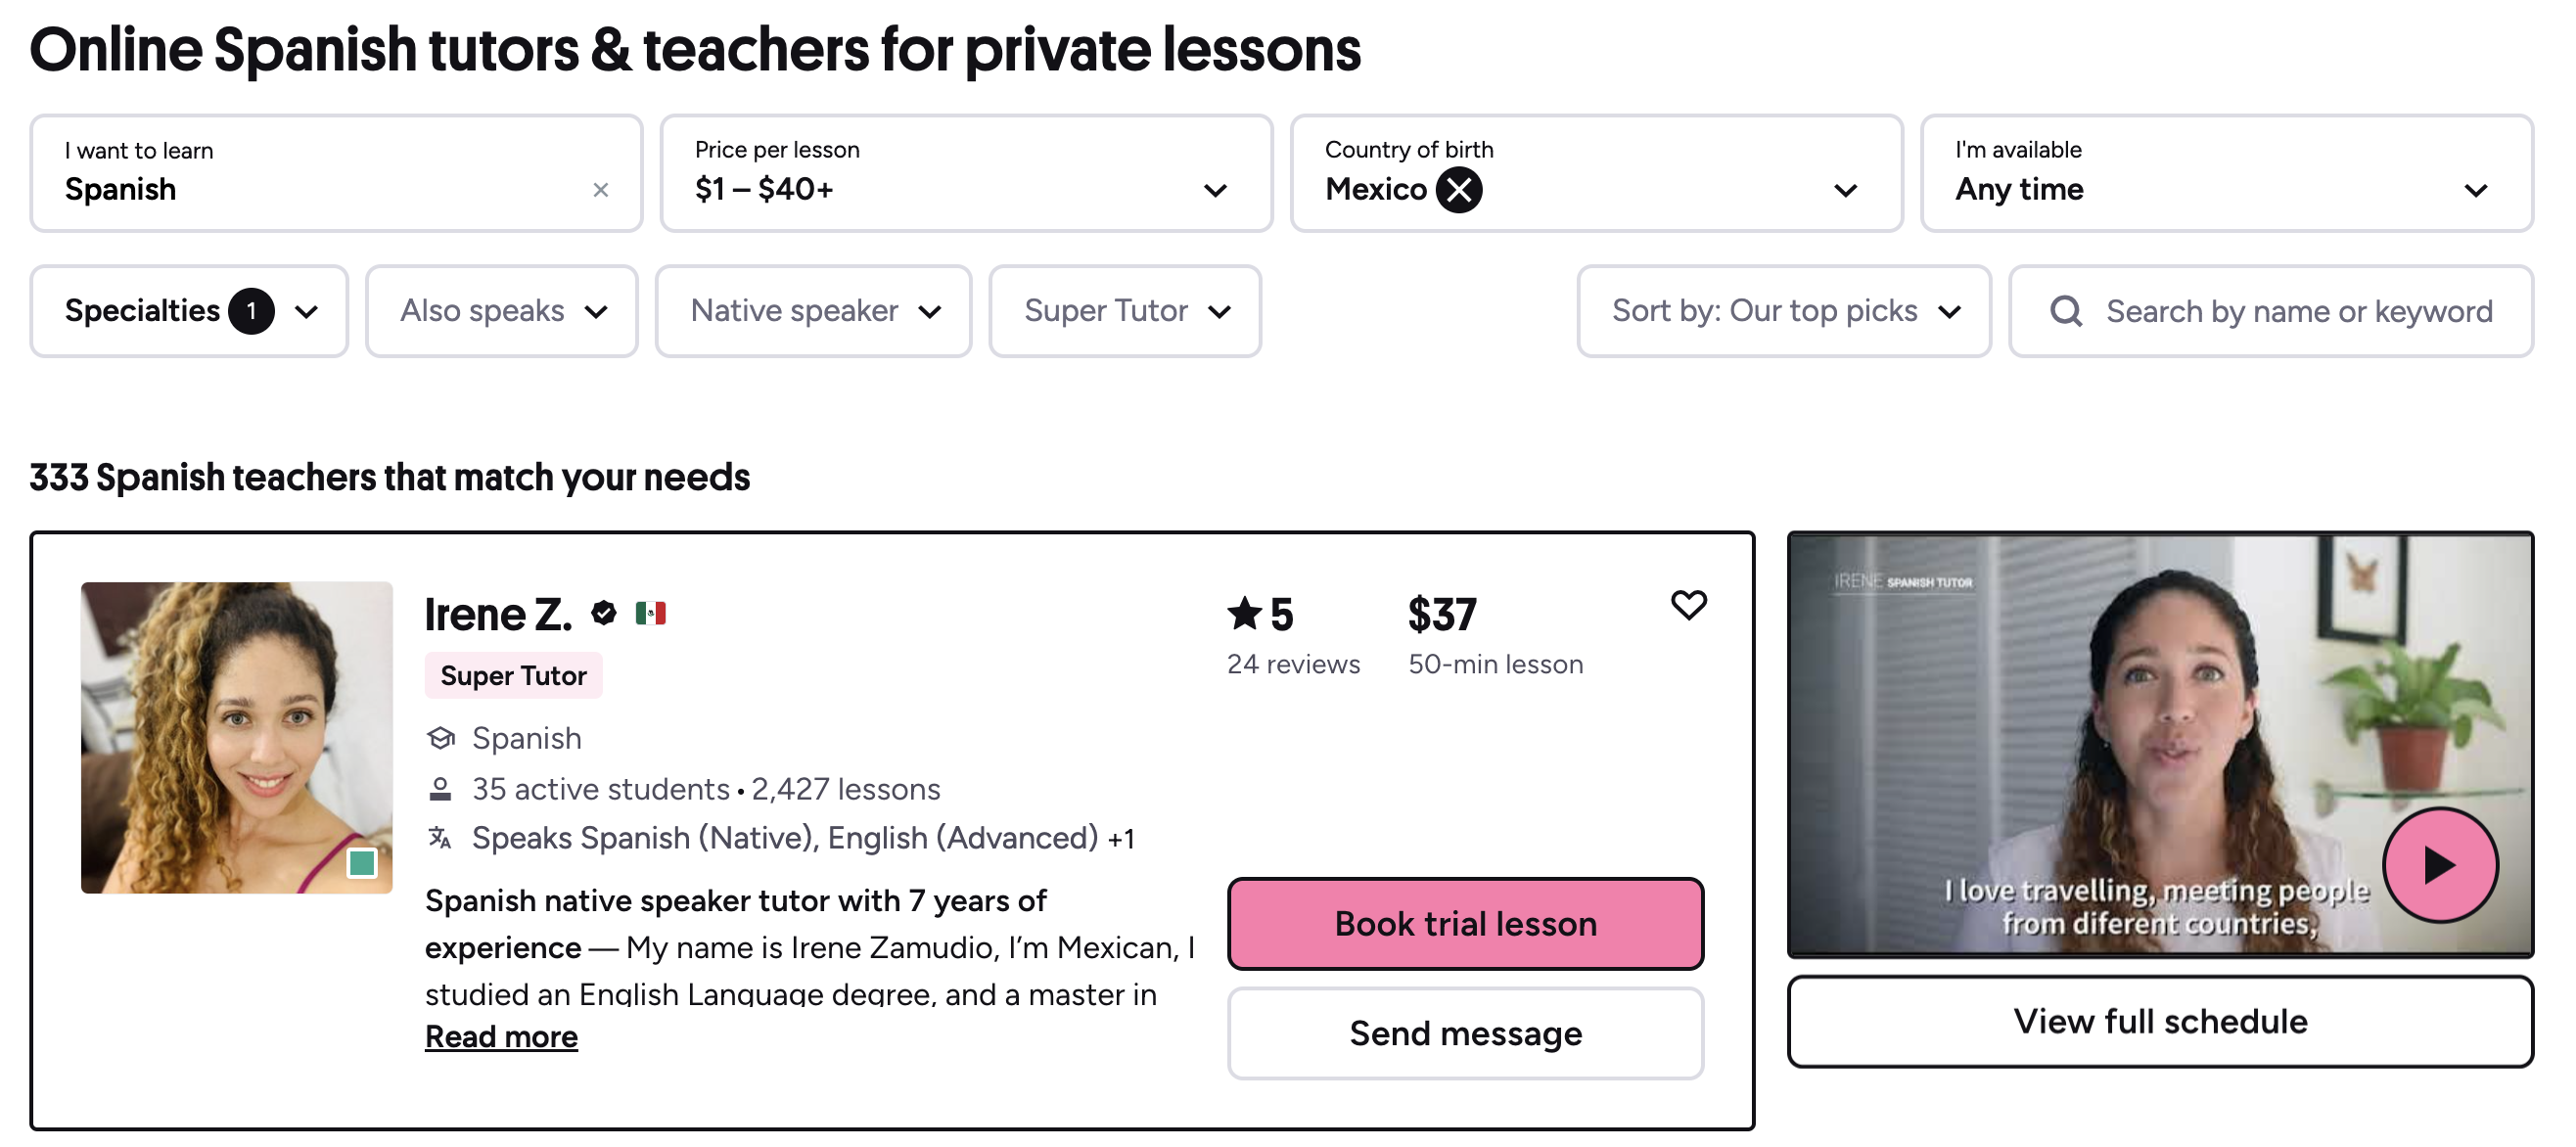 Online Spanish tutors & teachers for private lessons
I want to learn
Spanish
Price per lesson
$1 – $40+
Country of birth
Mexico
I'm available
Any time
Specialties 1
Also speaks
Native speaker
Super Tutor
Sort by: Our top picks
Search by name or keyword
333 Spanish teachers that match your needs
Irene Z.
5
24 reviews
$37
50-min lesson
Super Tutor
Spanish
35 active students • 2,427 lessons
Speaks Spanish (Native), English (Advanced) +1
Spanish native speaker tutor with 7 years of
experience — My name is Irene Zamudio, I’m Mexican, I
studied an English Language degree, and a master in
Read more
Book trial lesson
Send message
IRENE SPANISH TUTOR
I love travelling, meeting people
from diferent countries,
View full schedule